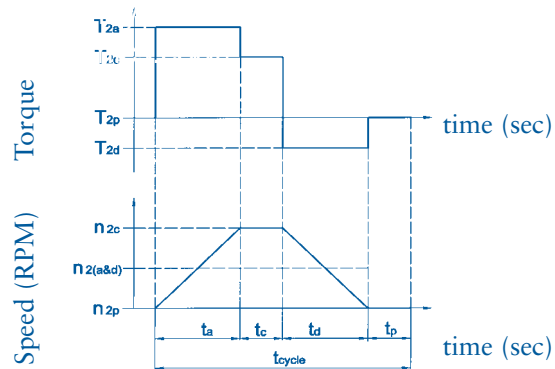 T2a
T2c
T2p
T2d
Torque
time (sec)
n2c
n2(a&d)
n2p
Speed (RPM)
ta
tc
td
tp
tcycle
time (sec)